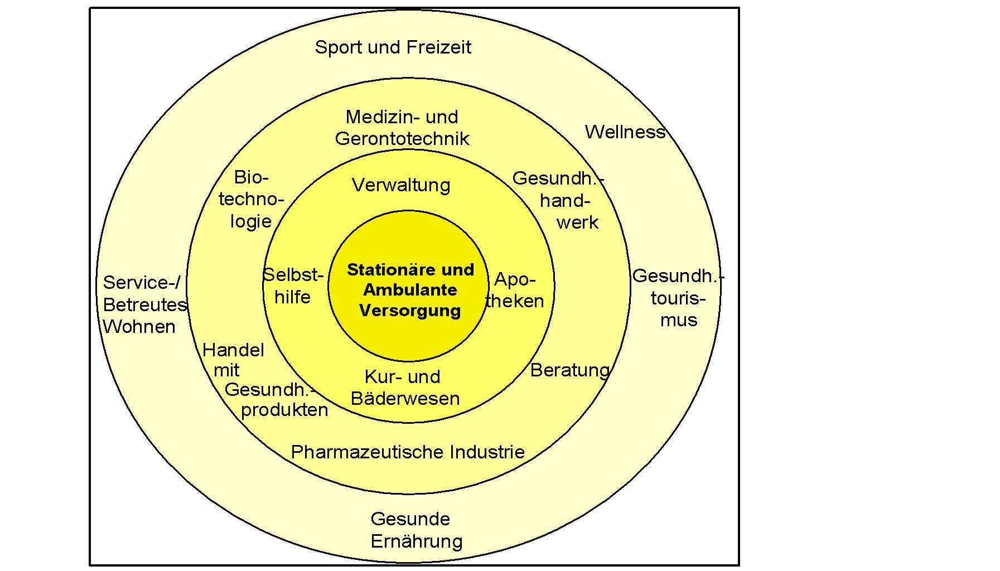 Sport und Freizeit
Wellness
Medizin- und
Gerontotechnik
Bio-
techno-
logie
Gesundh.-
hand-
werk
Verwaltung
Selbst-
hilfe
Stationäre und
Ambulante
Versorgung
Apo-
theken
Service-/
Betreutes
Wohnen
Gesundh.-
touris-
mus
Handel
mit
Gesundh.-
produkten
Kur- und
Bäderwesen
Beratung
Pharmazeutische Industrie
Gesunde
Ernährung